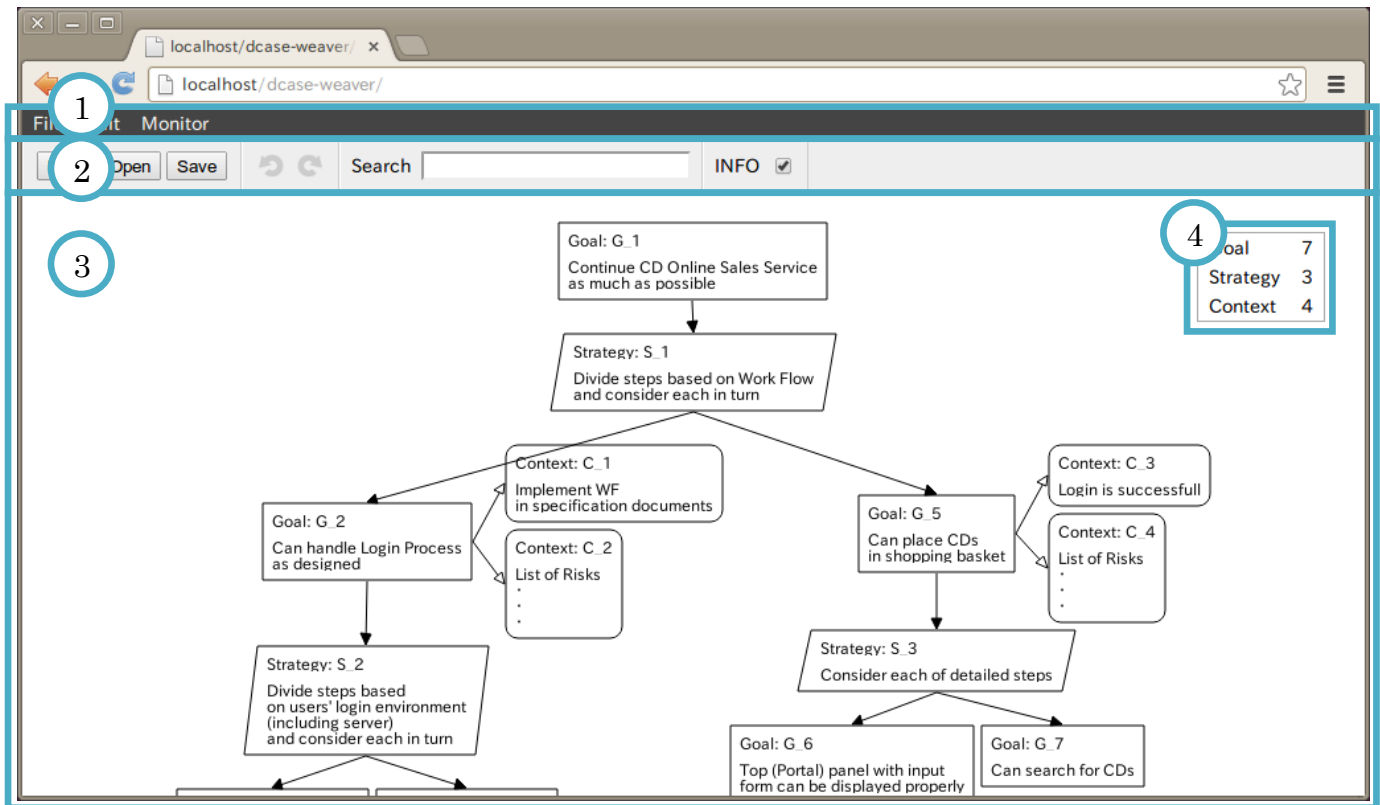 localhost/dcase-weaver/ ×
localhost/dcase-weaver/
1
Monitor
2
Open Save Search INFO
3
4
Goal: G_1
Continue CD Online Sales Service
as much as possible
7
Strategy 3
Context 4
Strategy: S_1
Divide steps based on Work Flow
and consider each in turn
Context: C_1
Implement WF
in specification documents
Context: C_3
Login is successfull
Goal: G_2
Can handle Login Process
as designed
Goal: G_5
Can place CDs
in shopping basket
Context: C_2
List of Risks
.
.
.
Context: C_4
List of Risks
.
.
.
Strategy: S_2
Divide steps based
on users' login environment
(including server)
and consider each in turn
Strategy: S_3
Consider each of detailed steps
Goal: G_6
Top (Portal) panel with input
form can be displayed properly
Goal: G_7
Can search for CDs